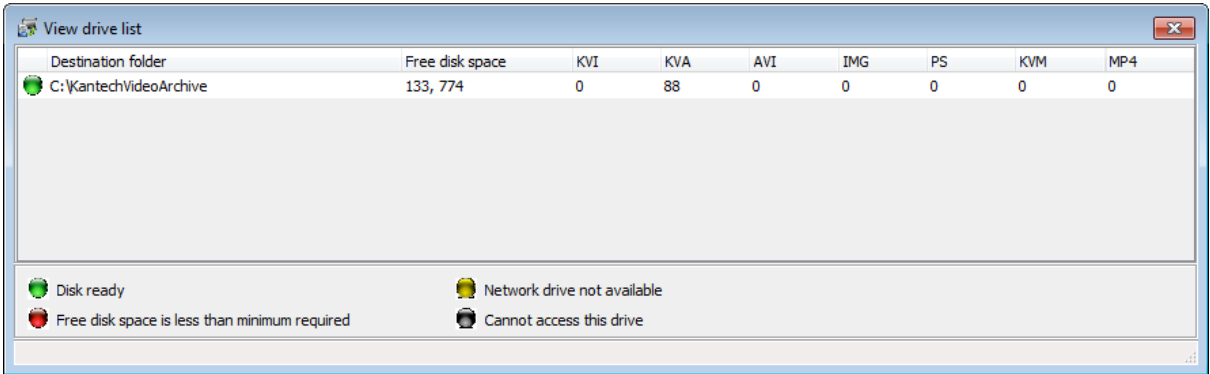 View drive list
Destination folder Free disk space KVI KVA AVI IMG PS KVM MP4
C:\KantechVideoArchive 133, 774 0 88 0 0 0 0 0
Disk ready Network drive not available
Free disk space is less than minimum required Cannot access this drive